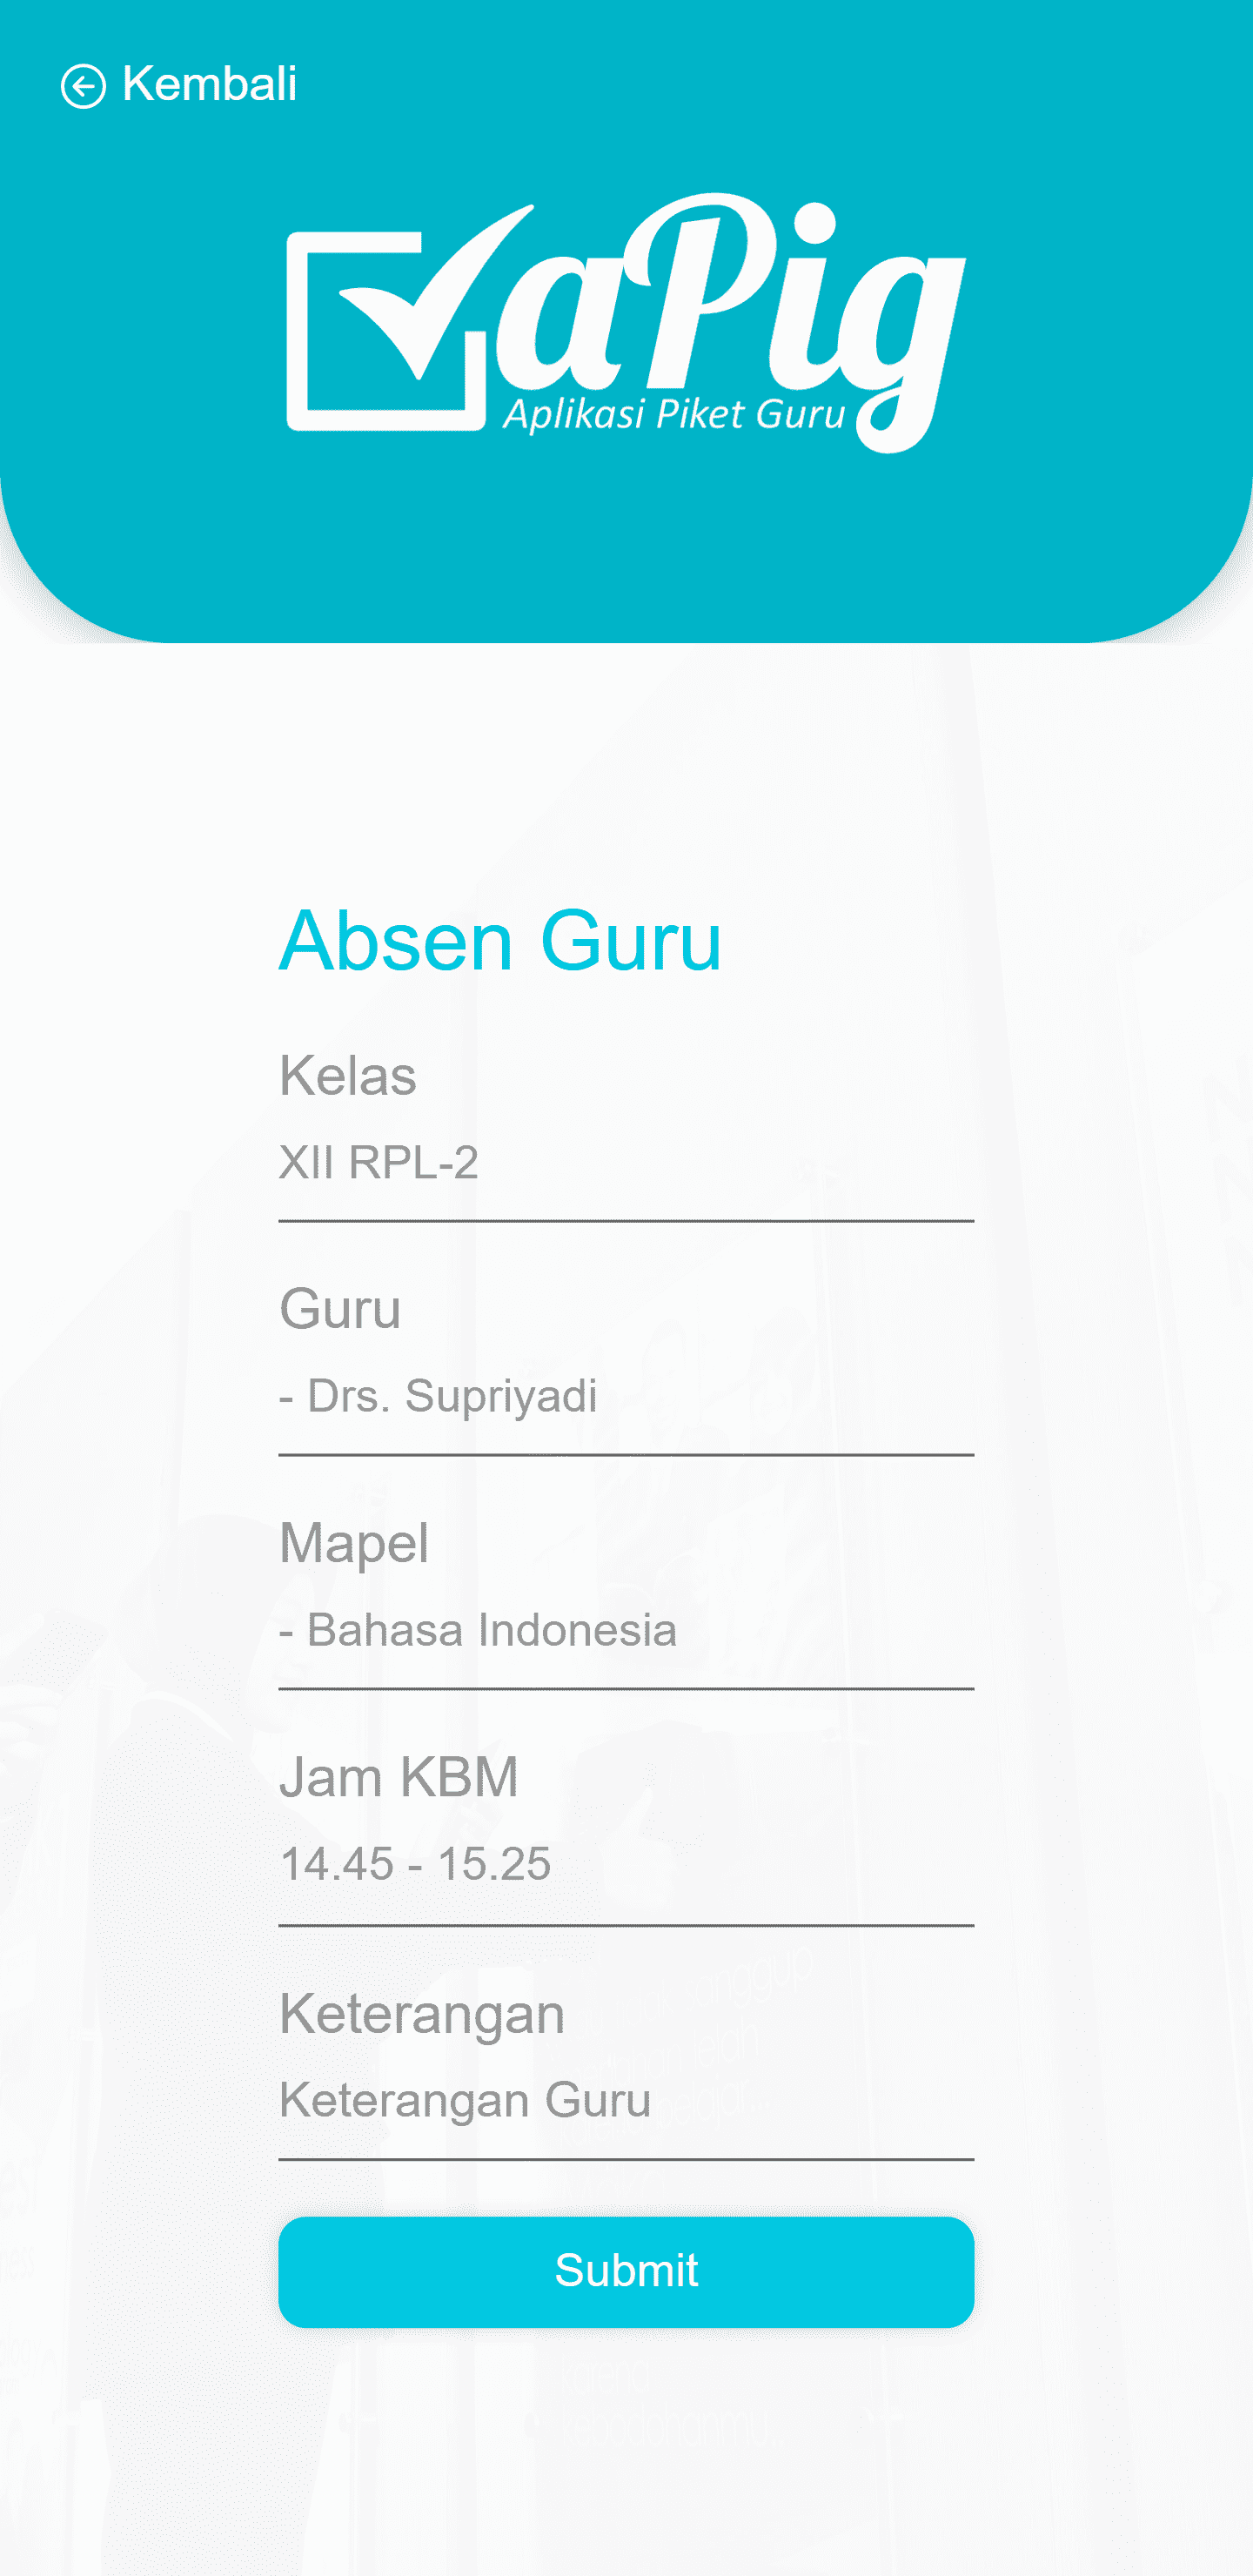 Kembali
aPig
Aplikasi Piket Guru
Absen Guru
Kelas
XII RPL-2
Guru
- Drs. Supriyadi
Mapel
- Bahasa Indonesia
Jam KBM
14.45 - 15.25
Keterangan
Keterangan Guru
Submit